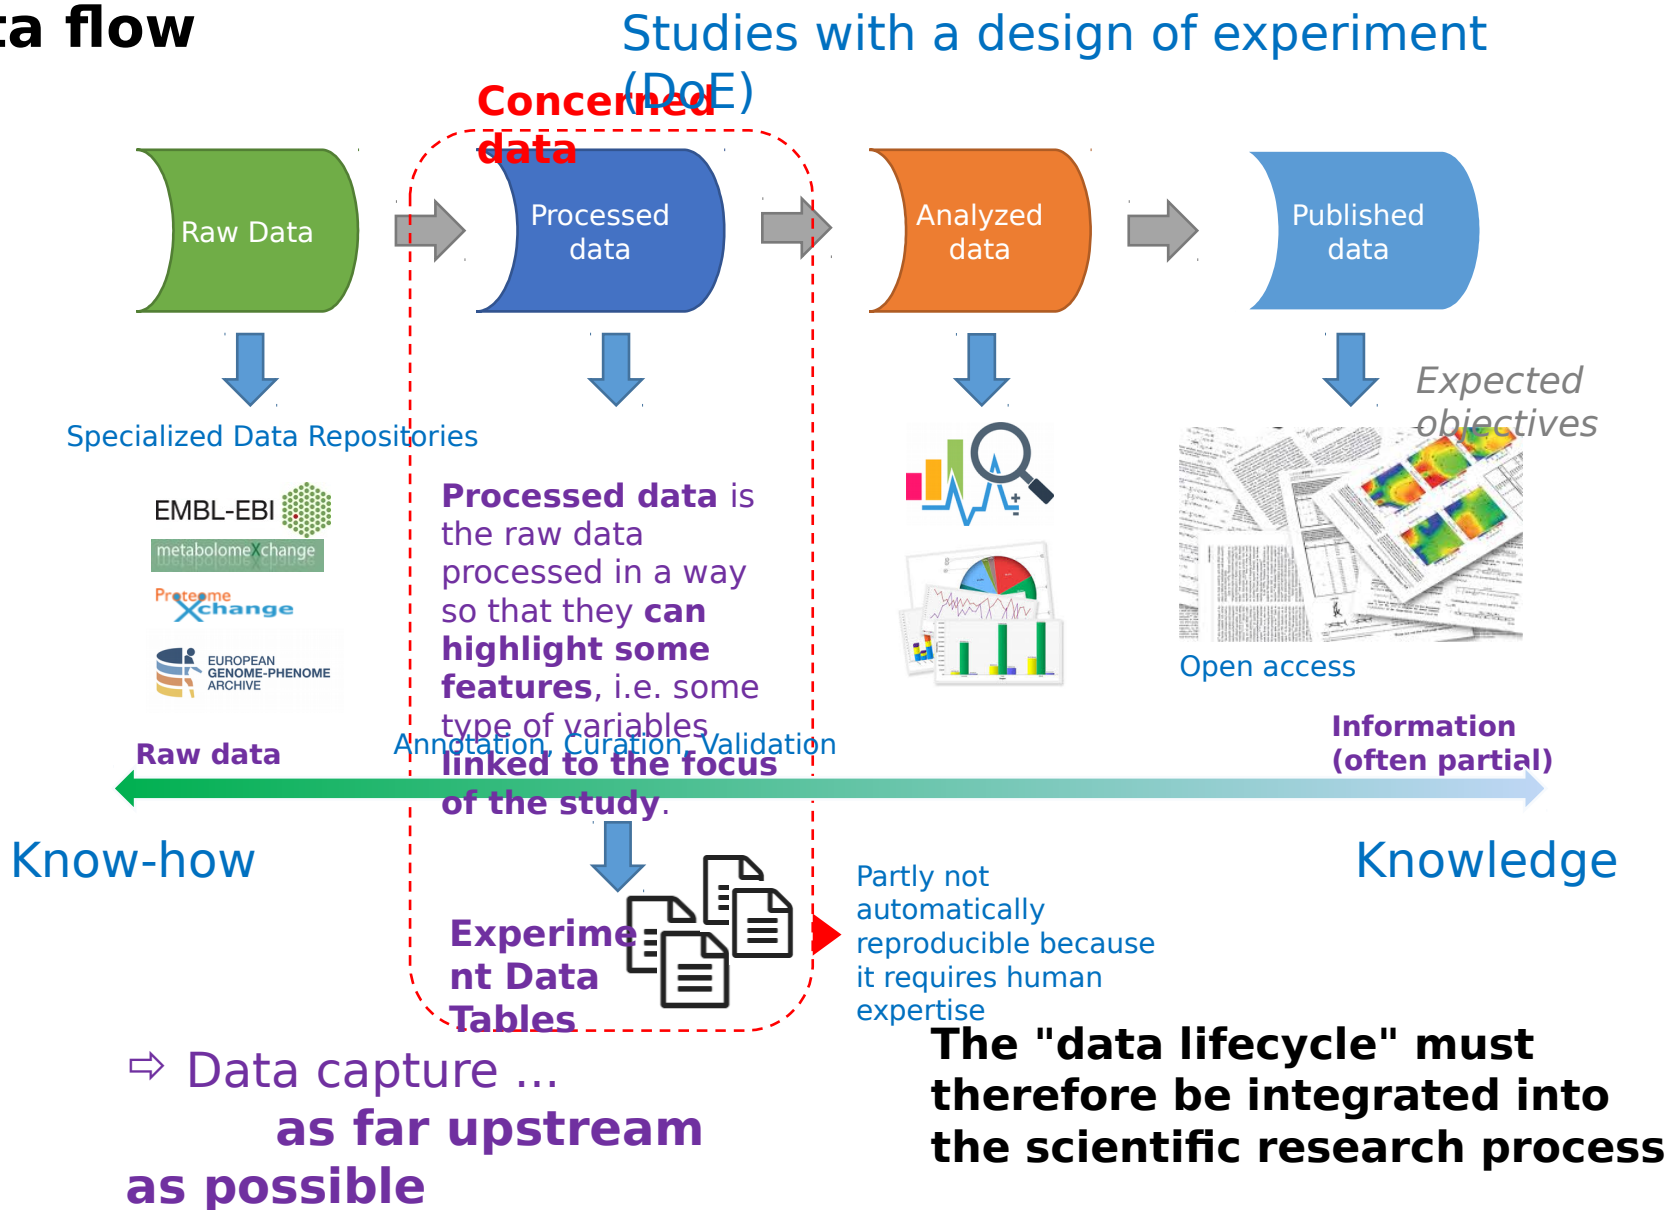 ta flow
Studies with a design of experiment
(DoE)
Concerned
data
Raw Data
Processed
data
Analyzed
data
Published
data
Expected
objectives
Specialized Data Repositories
EMBL-EBI
metabolomeXchange
Proteome
Xchange
EUROPEAN
GENOME-PHENOME
ARCHIVE
Processed data is
the raw data
processed in a way
so that they can
highlight some
features, i.e. some
type of variables
linked to the focus
of the study.
Open access
Annotation, Curation, Validation
Raw data
Information
(often partial)
Know-how
Knowledge
Experime
nt Data
Tables
Partly not
automatically
reproducible because
it requires human
expertise
⇨ Data capture ...
as far upstream
as possible
The "data lifecycle" must
therefore be integrated into
the scientific research process